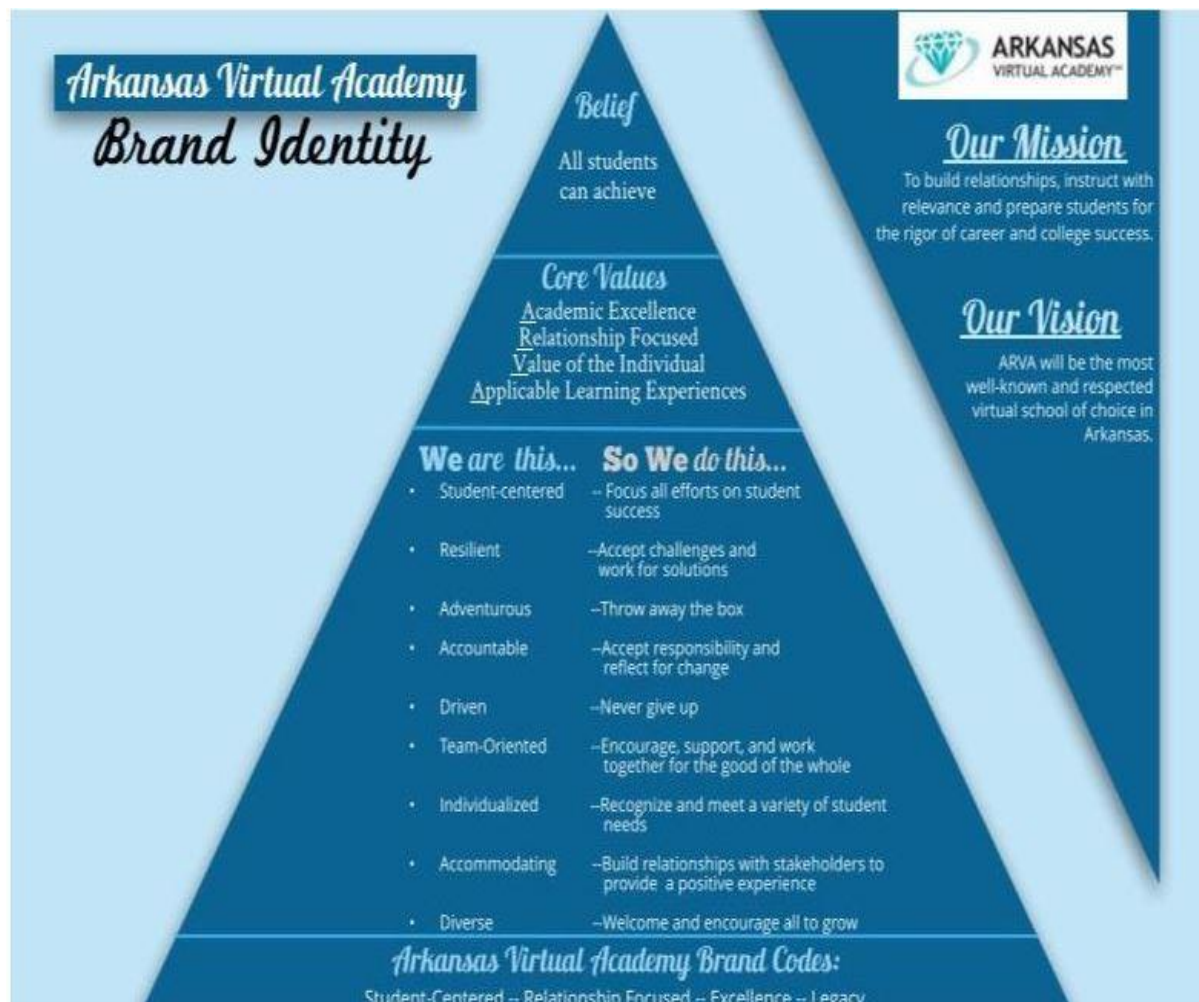 Arkansas Virtual Academy
Brand Identity
Belief
All students
can achieve
Core Values
Academic Excellence
Relationship Focused
Value of the Individual
Applicable Learning Experiences
We are this... So We do this...
• Student-centered -- Focus all efforts on student
success
• Resilient --Accept challenges and
work for solutions
• Adventurous --Throw away the box
• Accountable --Accept responsibility and
reflect for change
• Driven --Never give up
• Team-Oriented --Encourage, support, and work
together for the good of the whole
• Individualized --Recognize and meet a variety of student
needs
• Accommodating --Build relationships with stakeholders to
provide a positive experience
• Diverse --Welcome and encourage all to grow
Arkansas Virtual Academy Brand Codes:
Student-Centered -- Relationship Focused -- Excellence -- Legacy
ARKANSAS
VIRTUAL ACADEMY™
Our Mission
To build relationships, instruct with
relevance and prepare students for
the rigor of career and college success.
Our Vision
ARVA will be the most
well-known and respected
virtual school of choice in
Arkansas.